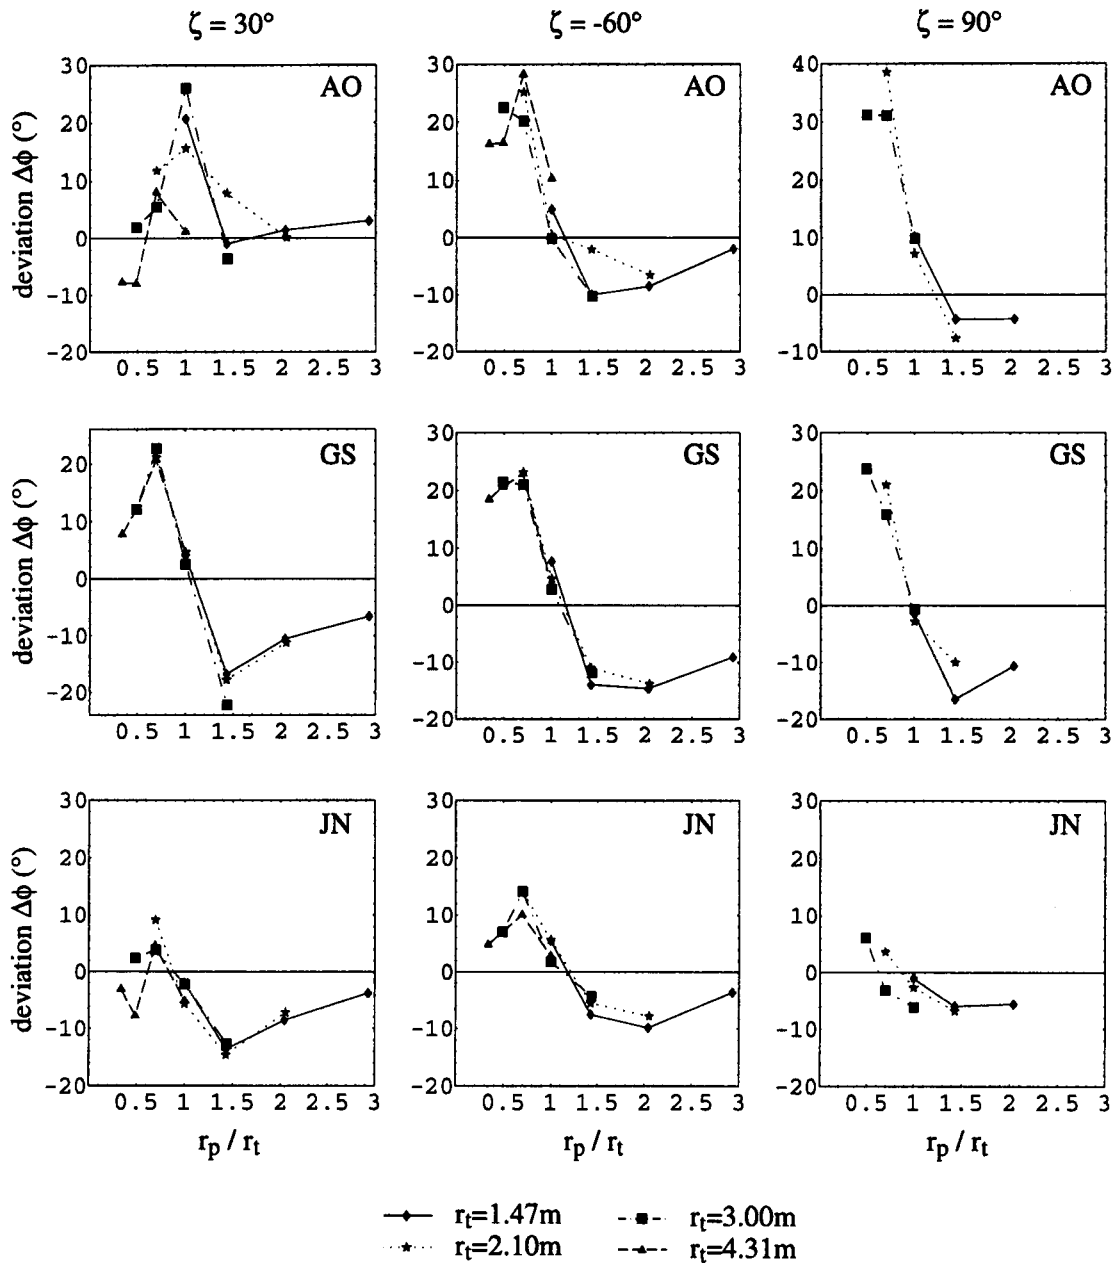 ζ = 30° ζ = -60° ζ = 90°
30 AO 30 AO 40 AO
20 20 30
10 10 20
0 0 10
-10 -10 0
-20 -20 -10
0.5 1 1.5 2 2.5 3 0.5 1 1.5 2 2.5 3 0.5 1 1.5 2 2.5 3
deviation Δϕ (°)
GS 30 GS 30 GS
20 20 20
10 10 10
0 0 0
-10 -10 -10
-20 -20 -20
0.5 1 1.5 2 2.5 3 0.5 1 1.5 2 2.5 3 0.5 1 1.5 2 2.5 3
deviation Δϕ (°)
30 JN 30 JN 30 JN
20 20 20
10 10 10
0 0 0
-10 -10 -10
-20 -20 -20
0.5 1 1.5 2 2.5 3 0.5 1 1.5 2 2.5 3 0.5 1 1.5 2 2.5 3
deviation Δϕ (°)
rp / rt rp / rt rp / rt
rt=1.47m rt=3.00m
rt=2.10m rt=4.31m